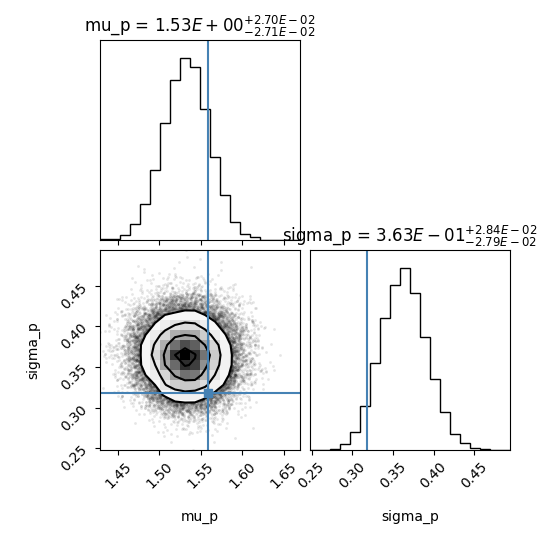 mu_p = 1.53E + 00 +2.70E − 02 −2.71E − 02
sigma_p = 3.63E − 01 +2.84E − 02 −2.79E − 02
sigma_p
0.45
0.40
0.35
0.30
0.25
1.45 1.50 1.55 1.60 1.65
0.25 0.30 0.35 0.40 0.45
mu_p
sigma_p